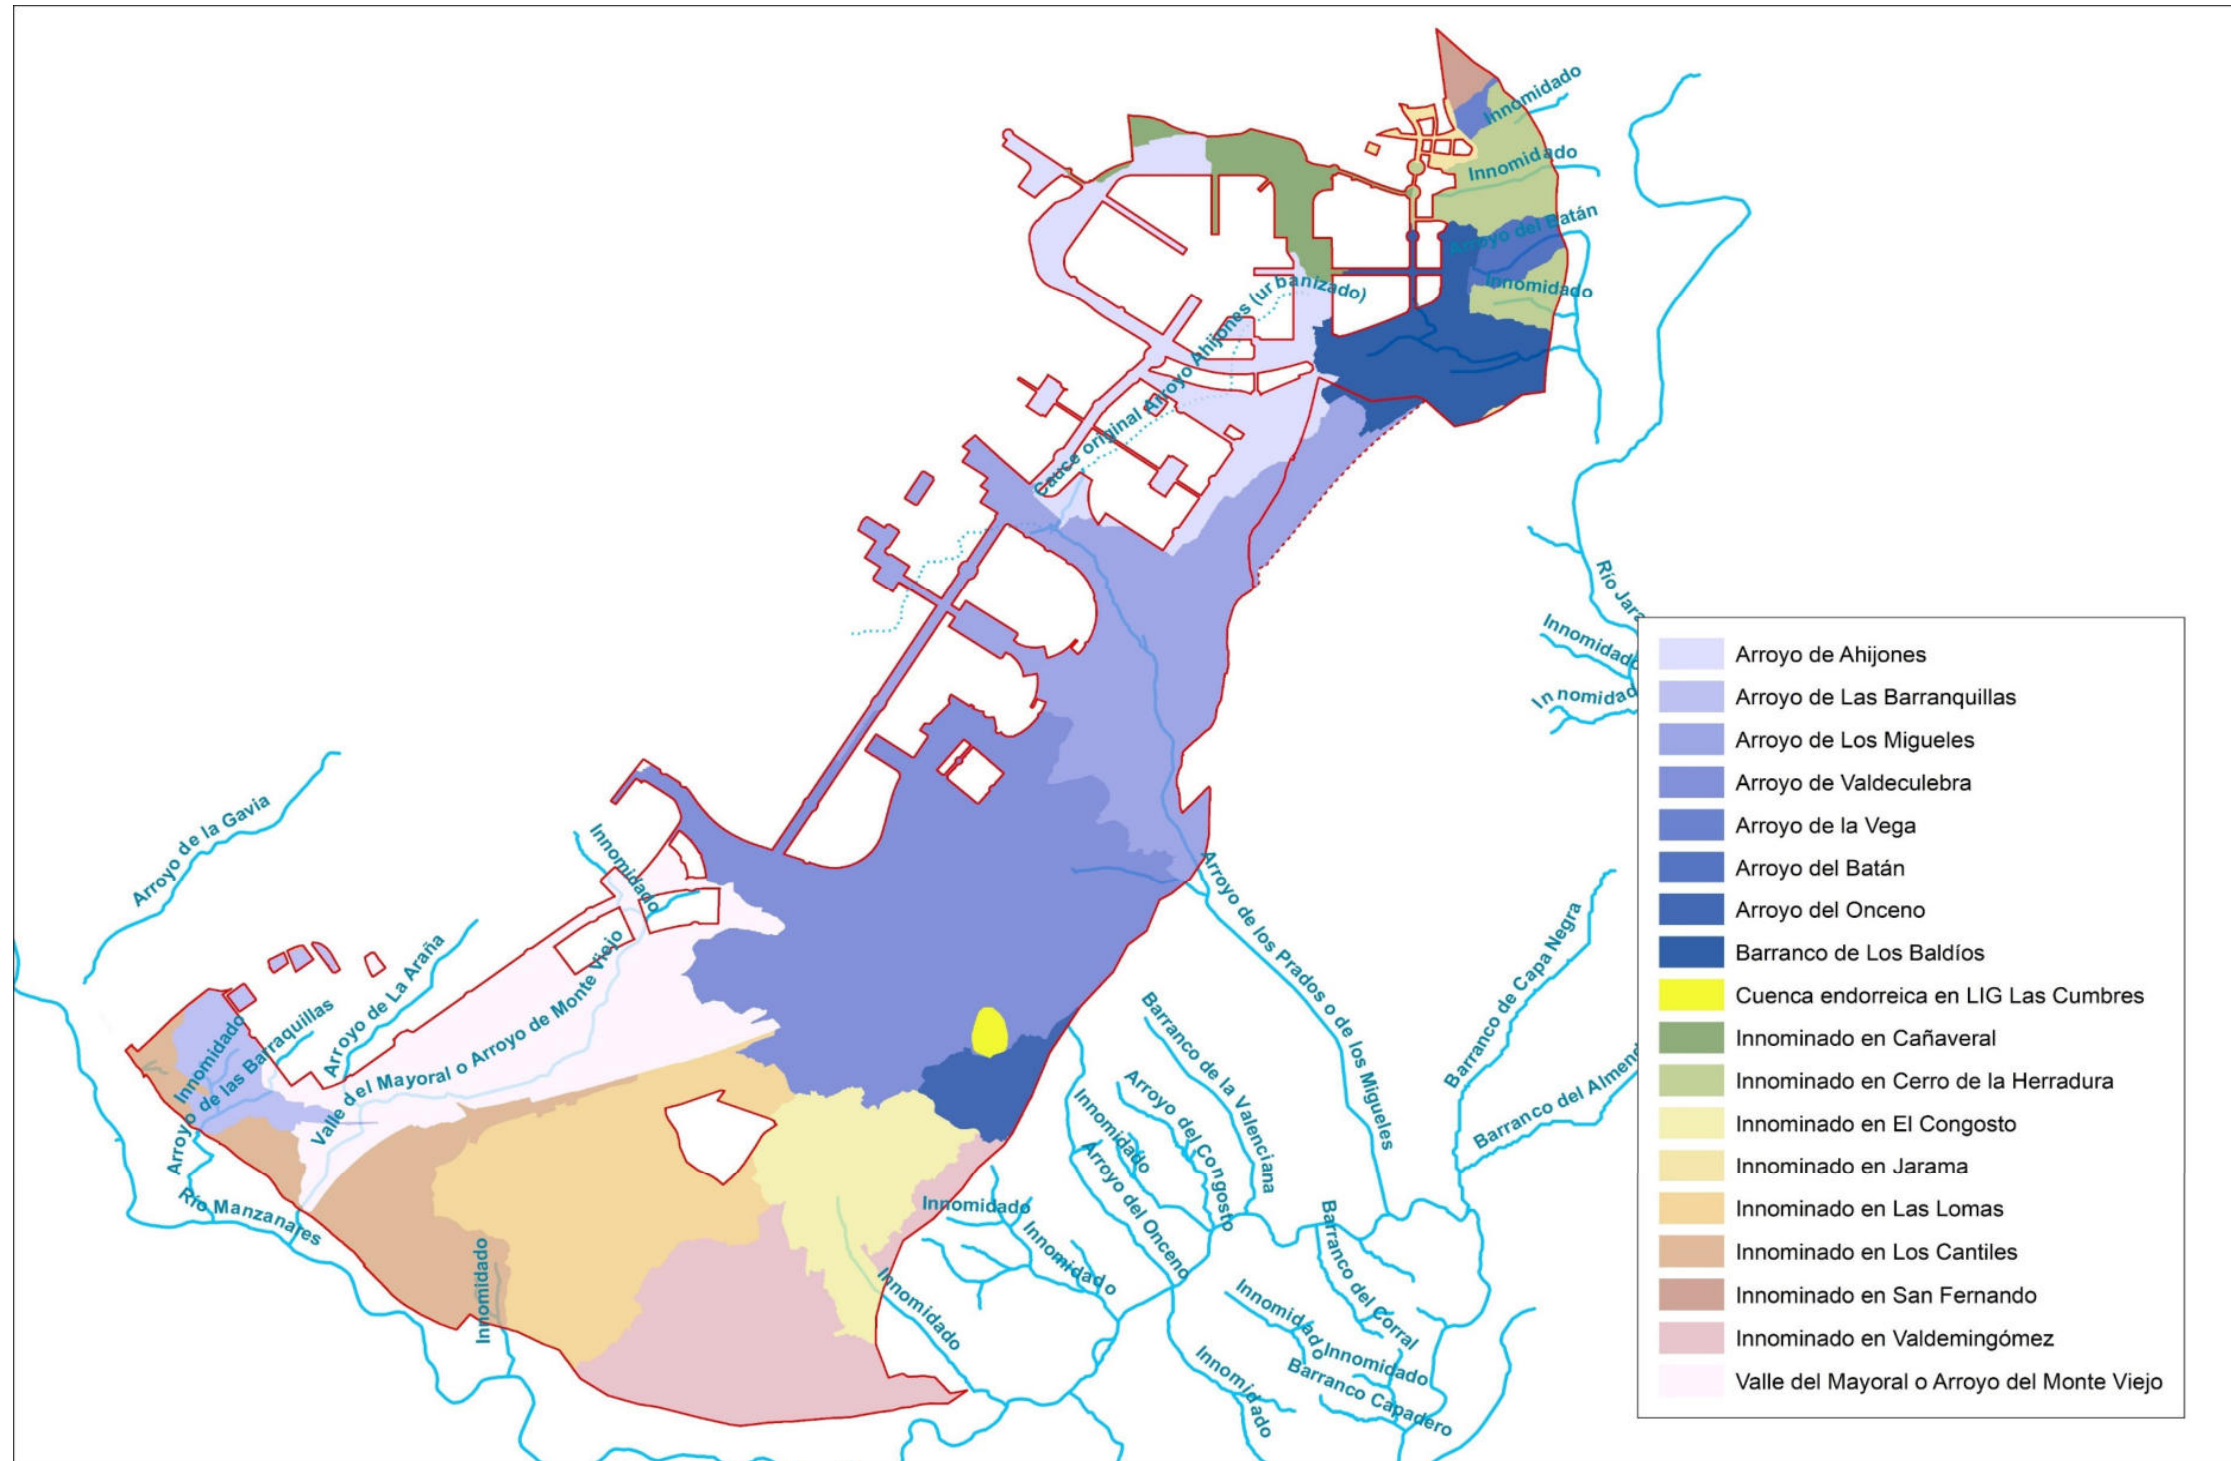 Innomidado
Innomidado
Arroyo del Batán
Innomidado
Cauce original Arroyo Ahijones (urbanizado)
Río Jara
Innomidado
Innomidad
Arroyo de la Gavia
Innomidado
Arroyo de La Araña
Innomidado
Arroyo de las Barraquillas
Valle del Mayoral o Arroyo de Monte Viejo
Río Manzanares
Innomidado
Arroyo de los Prados o de los Migueles
Barranco de la Valenciana
Arroyo del Congosto
Innomidado
Arroyo del Onceno
Innomidado
Innomidado
Innomidado
Barranco de Capa Negra
Barranco del Almend
Barranco del Corral
Innomidado
Innomidado
Barranco Capadero
Innomidado
Arroyo de Ahijones
Arroyo de Las Barranquillas
Arroyo de Los Migueles
Arroyo de Valdeculebra
Arroyo de la Vega
Arroyo del Batán
Arroyo del Onceno
Barranco de Los Baldíos
Cuenca endorreica en LIG Las Cumbres
Innominado en Cañaveral
Innominado en Cerro de la Herradura
Innominado en El Congosto
Innominado en Jarama
Innominado en Las Lomas
Innominado en Los Cantiles
Innominado en San Fernando
Innominado en Valdemingómez
Valle del Mayoral o Arroyo del Monte Viejo